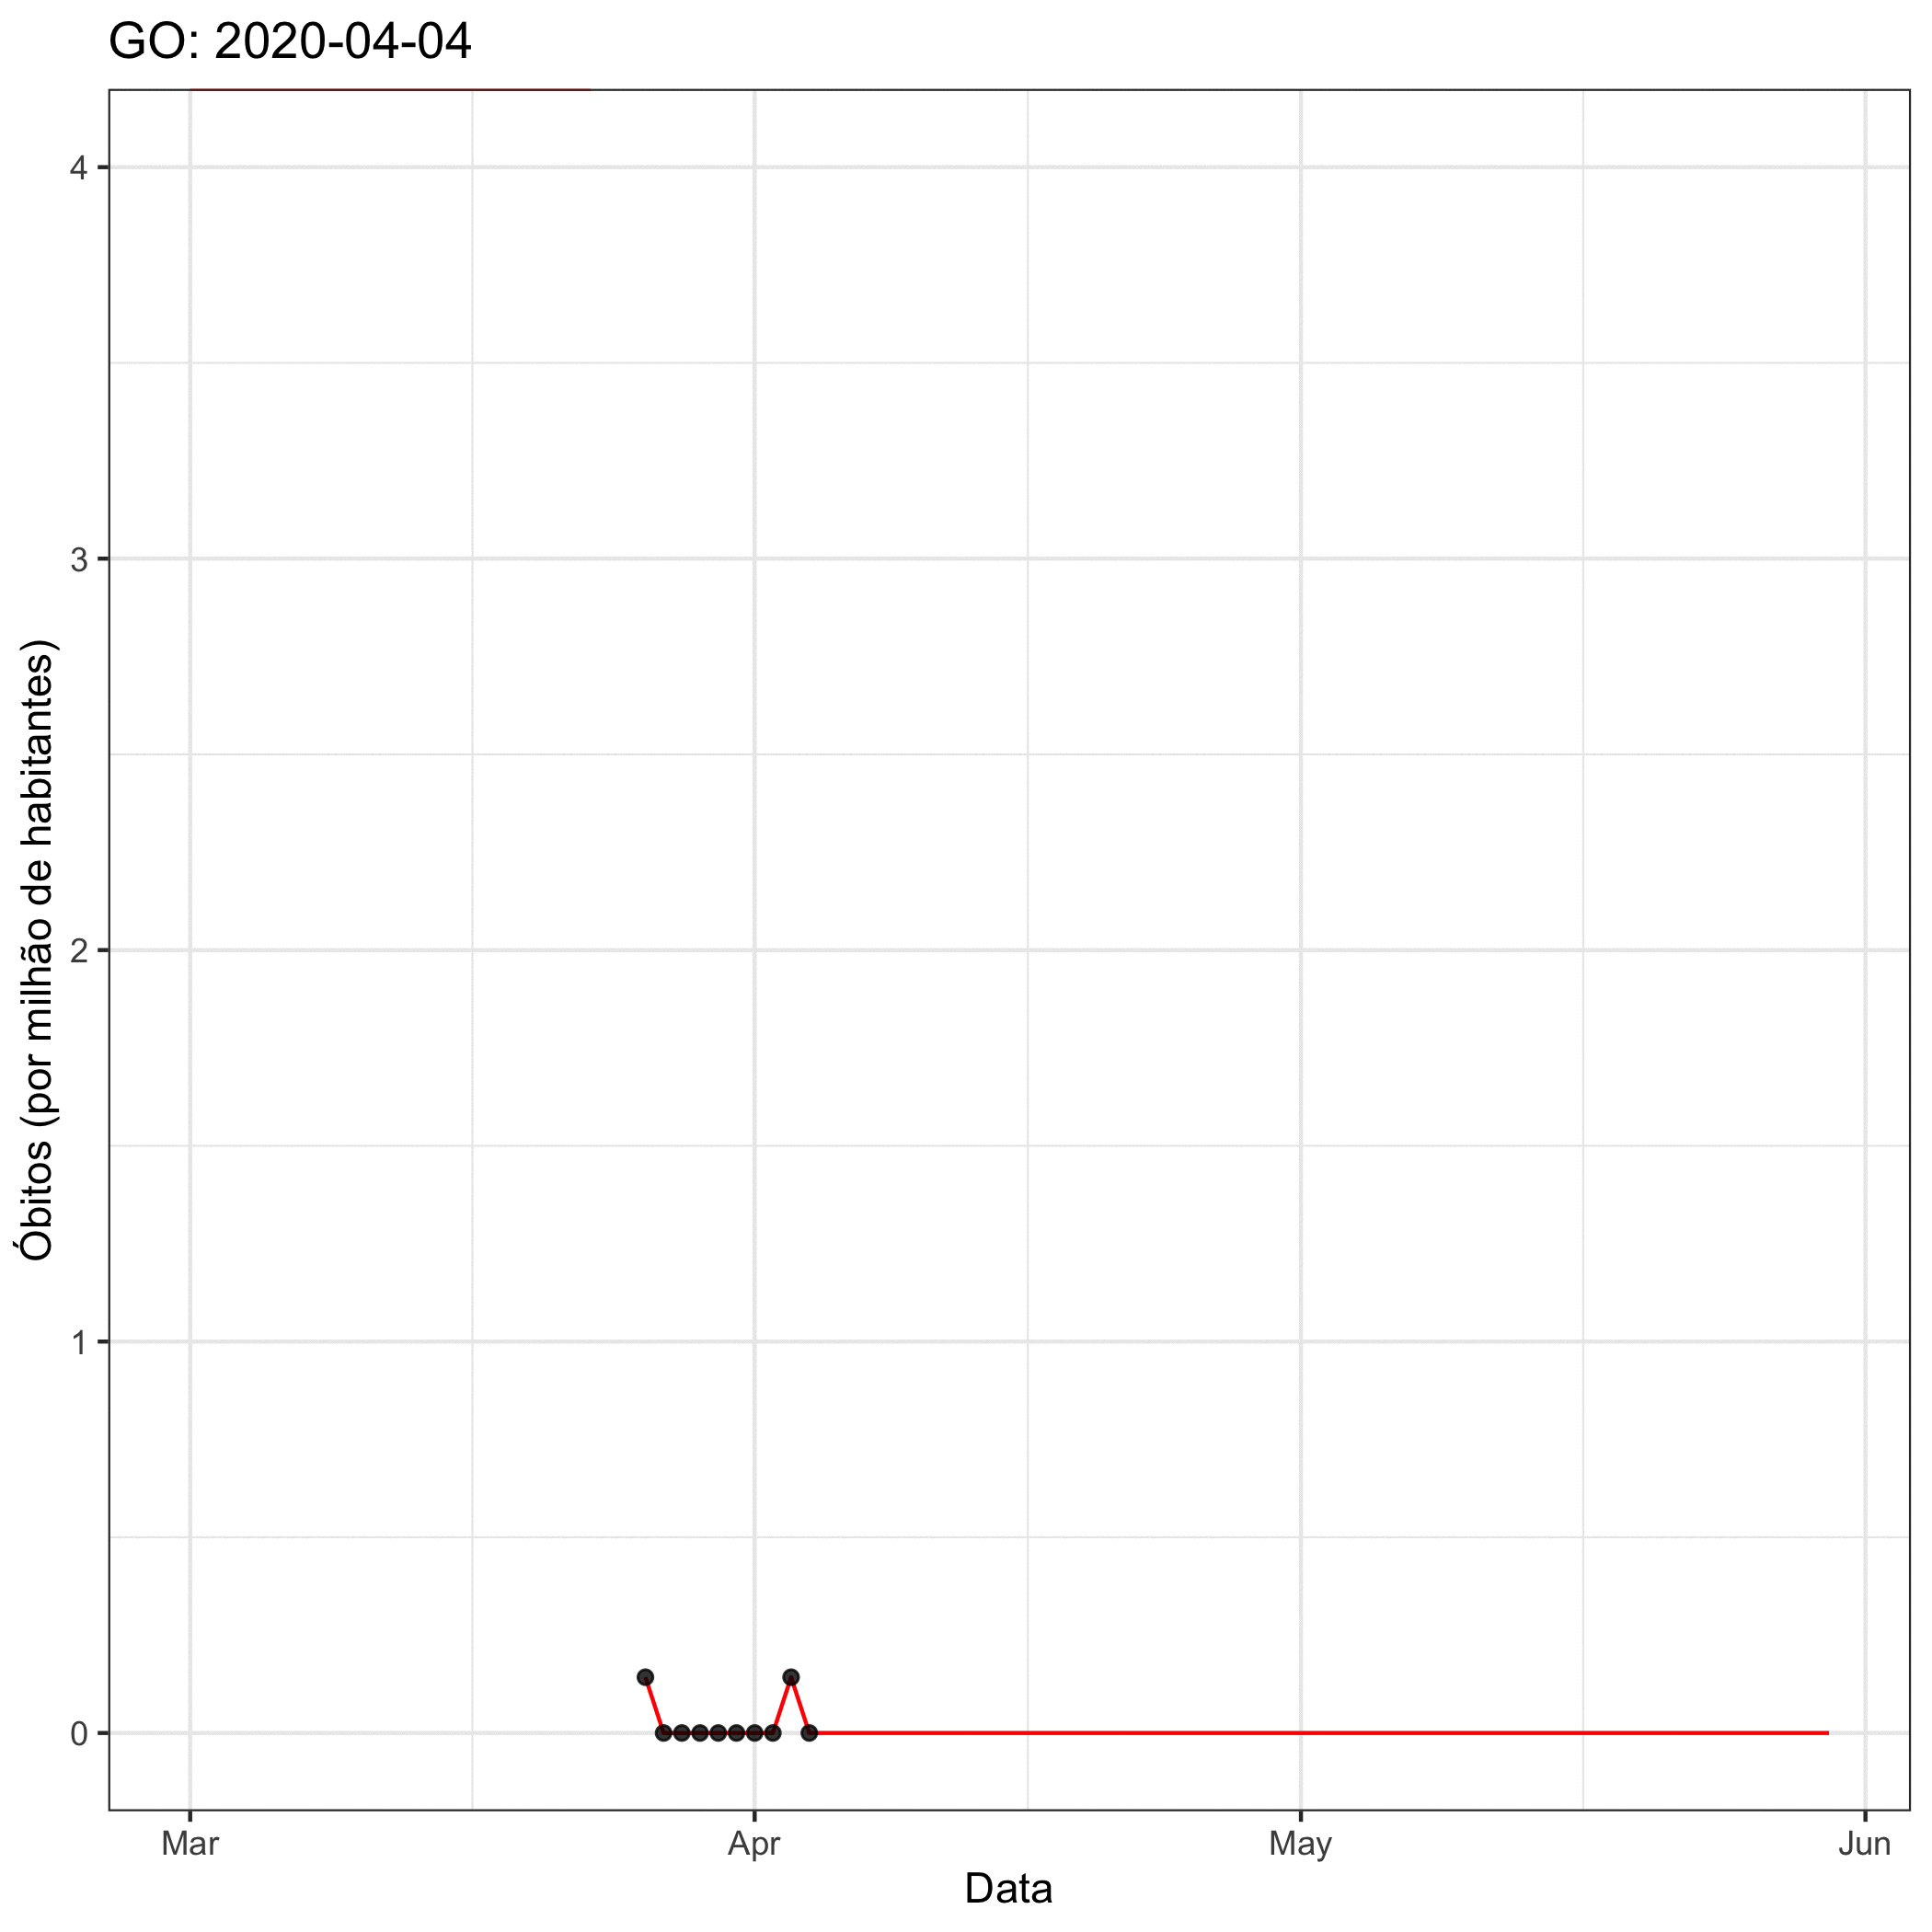 GO: 2020-04-04
4
3
2
1
0
Óbitos (por milhão de habitantes)
Mar
Apr
May
Jun
Data